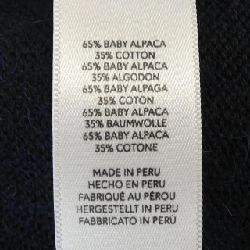 65% BABY ALPACA
35% COTTON
65% BABY ALPACA
35% ALGODON
65% BABY ALPAGA
35% COTON
65% BABY ALPACA
35% BAUMWOLLE
65% BABY ALPACA
35% COTONE
MADE IN PERU
HECHO EN PERU
FABRIQUÉ AU PÉROU
HERGESTELLT IN PERU
FABBRICATO IN PERU